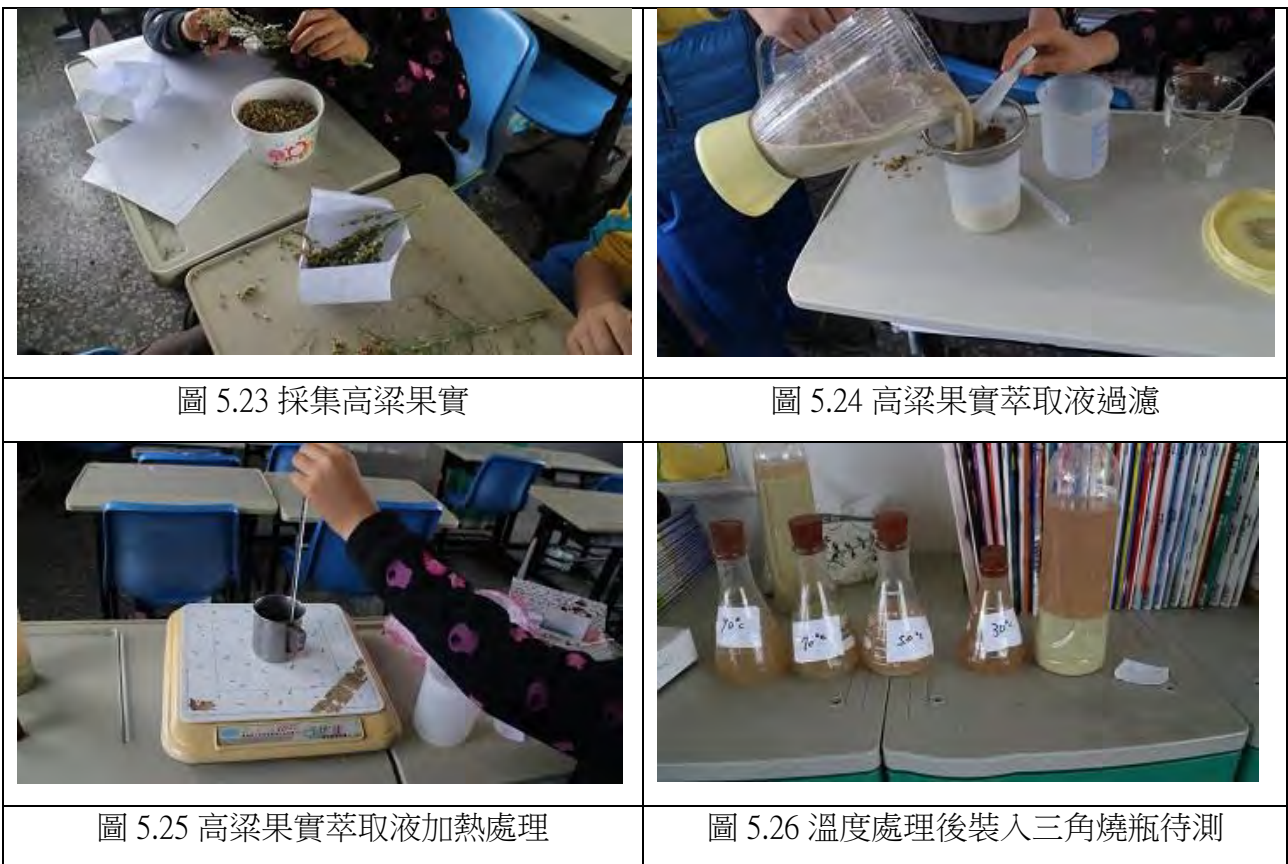 圖 5.23 採集高粱果實
圖 5.24 高粱果實萃取液過濾
70°c
50°c
30°c
圖 5.25 高粱果實萃取液加熱處理
圖 5.26 溫度處理後裝入三角燒瓶待測